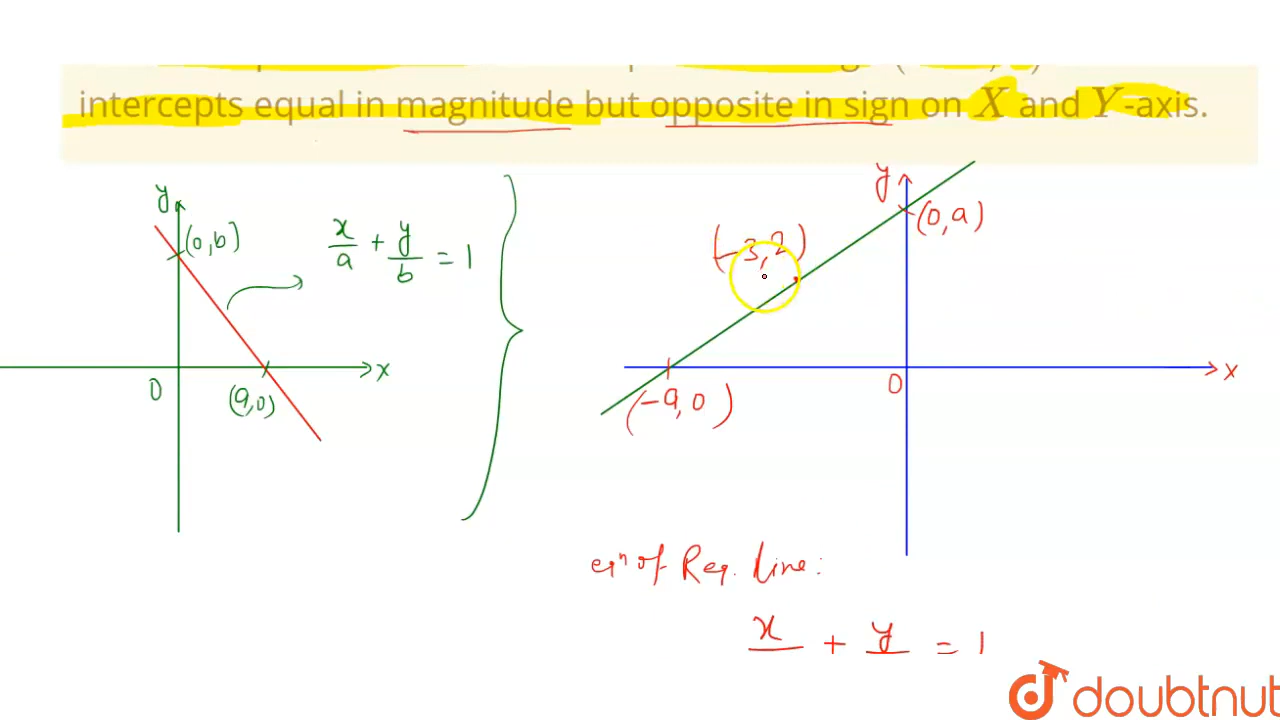 intercepts equal in magnitude but opposite in sign on X and Y-axis.
y
(0,b)
x/a + y/b = 1
0
(a,0)
x
y
(0,a)
(-3,2)
(-a,0)
0
x
eqn of Req. line:
x + y = 1
doubtnut